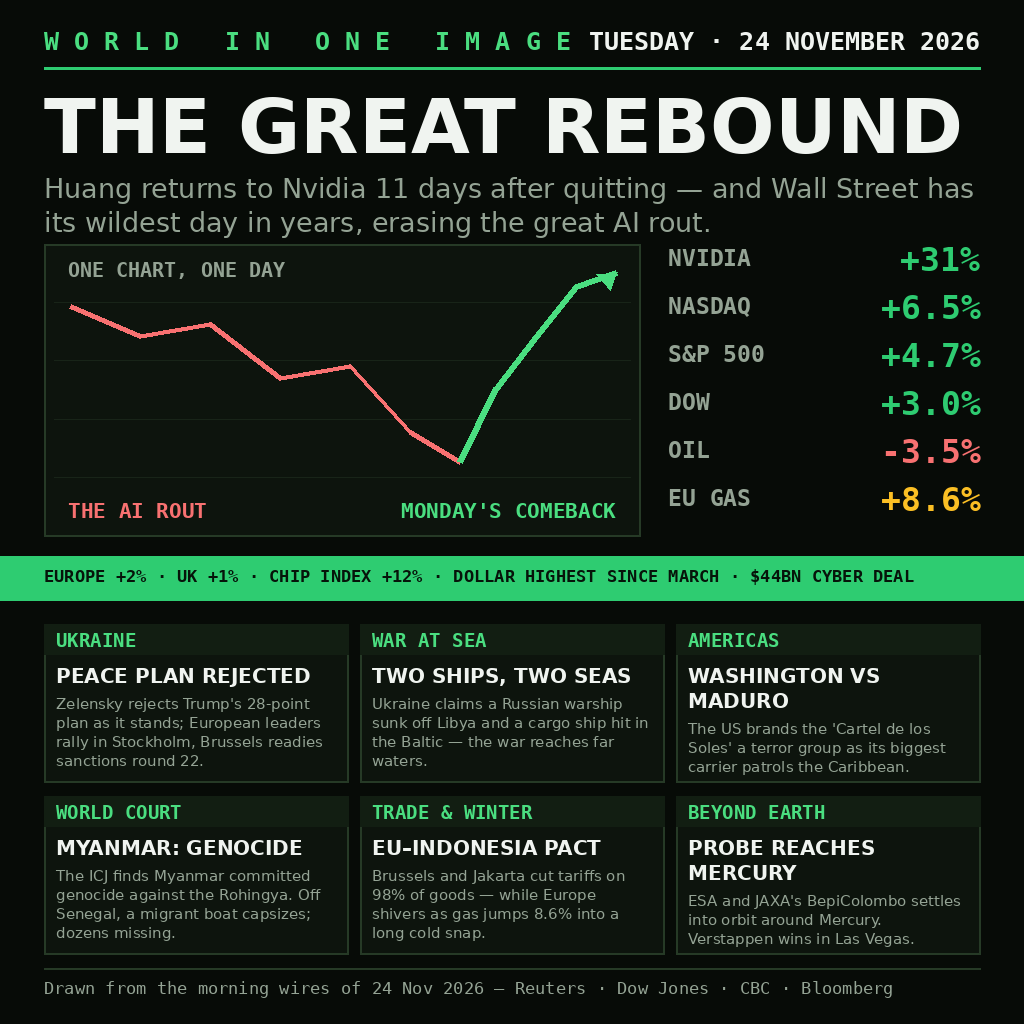 WORLD IN ONE IMAGE TUESDAY · 24 NOVEMBER 2026
THE GREAT REBOUND
Huang returns to Nvidia 11 days after quitting — and Wall Street has
its wildest day in years, erasing the great AI rout.
ONE CHART, ONE DAY
THE AI ROUT
MONDAY'S COMEBACK
NVIDIA +31%
NASDAQ +6.5%
S&P 500 +4.7%
DOW +3.0%
OIL -3.5%
EU GAS +8.6%
EUROPE +2% · UK +1% · CHIP INDEX +12% · DOLLAR HIGHEST SINCE MARCH · $44BN CYBER DEAL
UKRAINE
PEACE PLAN REJECTED
Zelensky rejects Trump's 28-point
plan as it stands; European leaders
rally in Stockholm, Brussels readies
sanctions round 22.
WAR AT SEA
TWO SHIPS, TWO SEAS
Ukraine claims a Russian warship
sunk off Libya and a cargo ship hit in
the Baltic — the war reaches far
waters.
AMERICAS
WASHINGTON VS
MADURO
The US brands the 'Cartel de los
Soles' a terror group as its biggest
carrier patrols the Caribbean.
WORLD COURT
MYANMAR: GENOCIDE
The ICJ finds Myanmar committed
genocide against the Rohingya. Off
Senegal, a migrant boat capsizes;
dozens missing.
TRADE & WINTER
EU–INDONESIA PACT
Brussels and Jakarta cut tariffs on
98% of goods — while Europe
shivers as gas jumps 8.6% into a
long cold snap.
BEYOND EARTH
PROBE REACHES
MERCURY
ESA and JAXA's BepiColombo settles
into orbit around Mercury.
Verstappen wins in Las Vegas.
Drawn from the morning wires of 24 Nov 2026 — Reuters · Dow Jones · CBC · Bloomberg